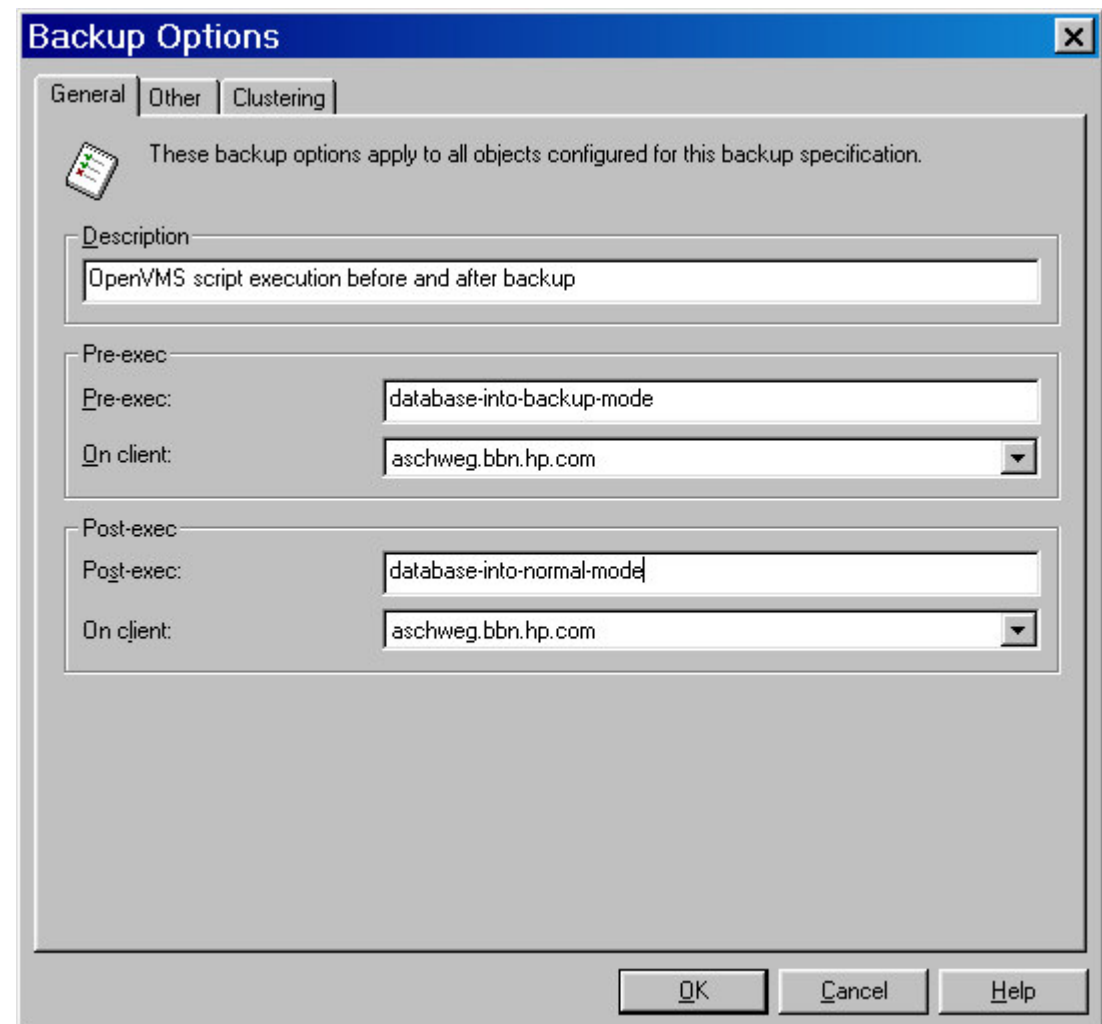 Backup Options
General Other Clustering
These backup options apply to all objects configured for this backup specification.
Description
OpenVMS script execution before and after backup
Pre-exec
Pre-exec: database-into-backup-mode
On client: aschweg.bbn.hp.com
Post-exec
Post-exec: database-into-normal-mode
On client: aschweg.bbn.hp.com
OK Cancel Help